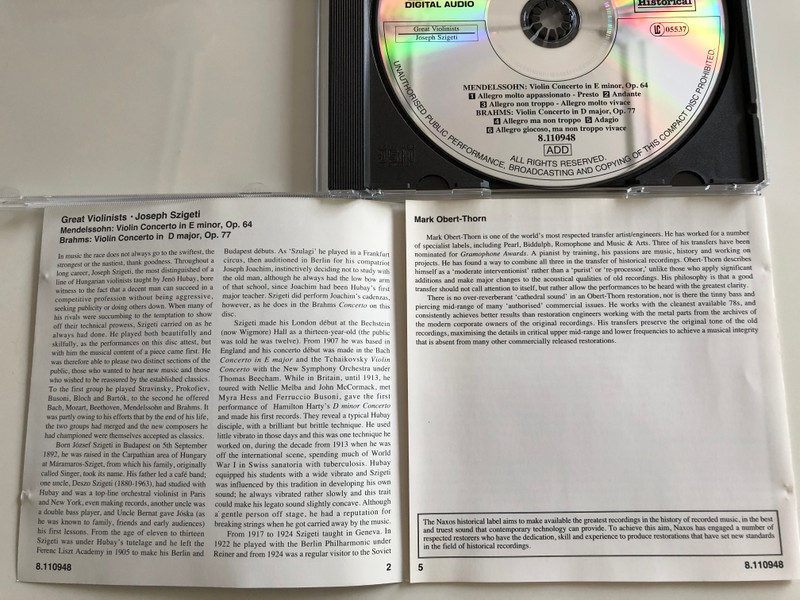 DIGITAL AUDIO
Historical
Great Violinists
Joseph Szigeti
LC 05537
MENDELSSOHN: Violin Concerto in E minor, Op. 64
1 Allegro molto appassionato - Presto 2 Andante
3 Allegro non troppo - Allegro molto vivace
BRAHMS: Violin Concerto in D major, Op. 77
4 Allegro ma non troppo 5 Adagio
6 Allegro giocoso, ma non troppo vivace
8.110948
ADD
ALL RIGHTS RESERVED.
UNAUTHORISED PUBLIC PERFORMANCE, BROADCASTING AND COPYING OF THIS COMPACT DISC PROHIBITED.
Great Violinists · Joseph Szigeti
Mendelssohn: Violin Concerto in E minor, Op. 64
Brahms: Violin Concerto in D major, Op. 77
In music the race does not always go to the swiftest, the
strongest or the nastiest, thank goodness. Throughout a
long career, Joseph Szigeti, the most distinguished of a
line of Hungarian violinists taught by Jenö Hubay, bore
witness to the fact that a decent man can succeed in a
competitive profession without being aggressive,
seeking publicity or doing others down. When many of
his rivals were succumbing to the temptation to show
off their technical prowess, Szigeti carried on as he
always had done. He played both beautifully and
skilfully, as the performances on this disc attest, but
with him the musical content of a piece came first. He
was therefore able to please two distinct sections of the
public, those who wanted to hear new music and those
who wished to be reassured by the established classics.
To the first group he played Stravinsky, Prokofiev,
Busoni, Bloch and Bartók, to the second he offered
Bach, Mozart, Beethoven, Mendelssohn and Brahms. It
was partly owing to his efforts that by the end of his life,
the two groups had merged and the new composers he
had championed were themselves accepted as classics.
Born József Szigeti in Budapest on 5th September
1892, he was raised in the Carpathian area of Hungary
at Máramaros-Sziget, from which his family, originally
called Singer, took its name. His father led a café band;
one uncle, Deszo Szigeti (1880-1963), had studied with
Hubay and was a top-line orchestral violinist in Paris
and New York, even making records, another uncle was
a double bass player, and Uncle Bernat gave Jóska (as
he was known to family, friends and early audiences)
his first lessons. From the age of eleven to thirteen
Szigeti was under Hubay's tutelage and he left the
Ferenc Liszt Academy in 1905 to make his Berlin and
Budapest débuts. As 'Szulagi' he played in a Frankfurt
circus, then auditioned in Berlin for his compatriot
Joseph Joachim, instinctively deciding not to study with
the old man, although he always had the low bow arm
of that school, since Joachim had been Hubay's first
major teacher. Szigeti did perform Joachim's cadenzas,
however, as he does in the Brahms Concerto on this
disc.
Szigeti made his London début at the Bechstein
(now Wigmore) Hall as a thirteen-year-old (the public
was told he was twelve). From 1907 he was based in
England and his concerto début was made in the Bach
Concerto in E major and the Tchaikovsky Violin
Concerto with the New Symphony Orchestra under
Thomas Beecham. While in Britain, until 1913, he
toured with Nellie Melba and John McCormack, met
Myra Hess and Ferruccio Busoni, gave the first
performance of Hamilton Harty's D minor Concerto
and made his first records. They reveal a typical Hubay
disciple, with a brilliant but brittle technique. He used
little vibrato in those days and this was one technique he
worked on, during the decade from 1913 when he was
off the international scene, spending much of World
War I in Swiss sanatoria with tuberculosis. Hubay
equipped his students with a wide vibrato and Szigeti
was influenced by this tradition in developing his own
sound; he always vibrated rather slowly and this trait
could make his legato sound slightly concave. Although
a gentle person off stage, he had a reputation for
breaking strings when he got carried away by the music.
From 1917 to 1924 Szigeti taught in Geneva. In
1922 he played with the Berlin Philharmonic under
Reiner and from 1924 was a regular visitor to the Soviet
8.110948
2
Mark Obert-Thorn
Mark Obert-Thorn is one of the world's most respected transfer artist/engineers. He has worked for a number
of specialist labels, including Pearl, Biddulph, Romophone and Music & Arts. Three of his transfers have been
nominated for Gramophone Awards. A pianist by training, his passions are music, history and working on
projects. He has found a way to combine all three in the transfer of historical recordings. Obert-Thorn describes
himself as a 'moderate interventionist' rather than a 'purist' or 're-processor,' unlike those who apply significant
additions and make major changes to the acoustical qualities of old recordings. His philosophy is that a good
transfer should not call attention to itself, but rather allow the performances to be heard with the greatest clarity.
There is no over-reverberant 'cathedral sound' in an Obert-Thorn restoration, nor is there the tinny bass and
piercing mid-range of many 'authorised' commercial issues. He works with the cleanest available 78s, and
consistently achieves better results than restoration engineers working with the metal parts from the archives of
the modern corporate owners of the original recordings. His transfers preserve the original tone of the old
recordings, maximising the details in critical upper mid-range and lower frequencies to achieve a musical integrity
that is absent from many other commercially released restorations.
The Naxos historical label aims to make available the greatest recordings in the history of recorded music, in the best
and truest sound that contemporary technology can provide. To achieve this aim, Naxos has engaged a number of
respected restorers who have the dedication, skill and experience to produce restorations that have set new standards
in the field of historical recordings.
5
8.110948